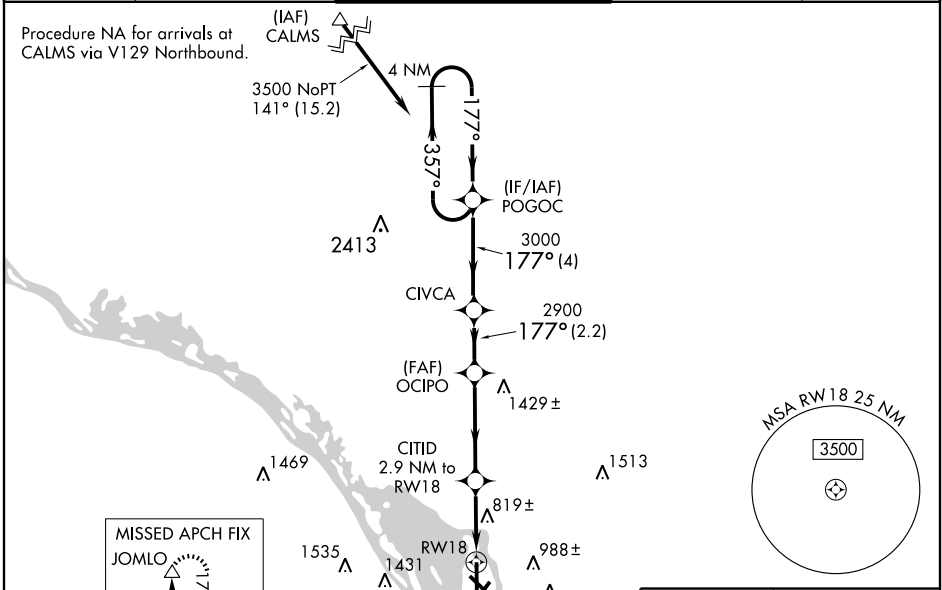 Procedure NA for arrivals at
CALMS via V129 Northbound.
(IAF)
CALMS
3500 NoPT
141° (15.2)
4 NM
177°
357°
(IF/IAF)
POGOC
2413
3000
177° (4)
CIVCA
2900
177° (2.2)
(FAF)
OCIPO
1429±
MSA RW18 25 NM
3500
CITID
2.9 NM to
RW18
1469
1513
819±
MISSED APCH FIX
JOMLO
17
1535
1431
RW18
988±